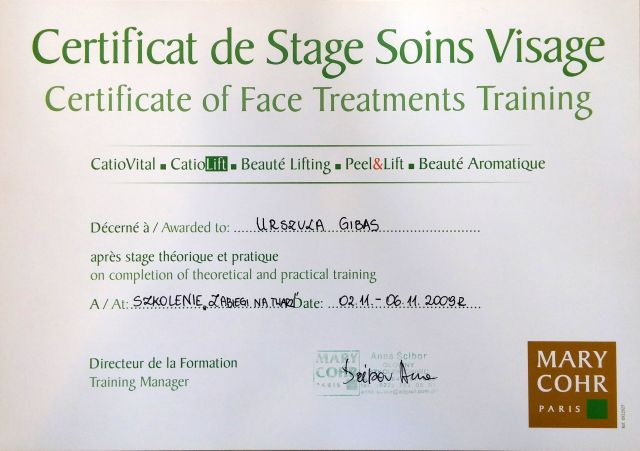 Certificat de Stage Soins Visage
Certificate of Face Treatments Training
CatioVital ▪ CatioLift ▪ Beauté Lifting ▪ Peel&Lift ▪ Beauté Aromatique
Décerné à / Awarded to: URSZULA GIBAS
après stage théorique et pratique
on completion of theoretical and practical training
A / At: SZKOLENIE „ZABIEGI NA TWARZ" Date: 02.11.-06.11.2009r
Directeur de la Formation
Training Manager
MARY
COHR
PARIS
Anna Ścibor
Ścibor Anna
MARY
COHR
PARIS